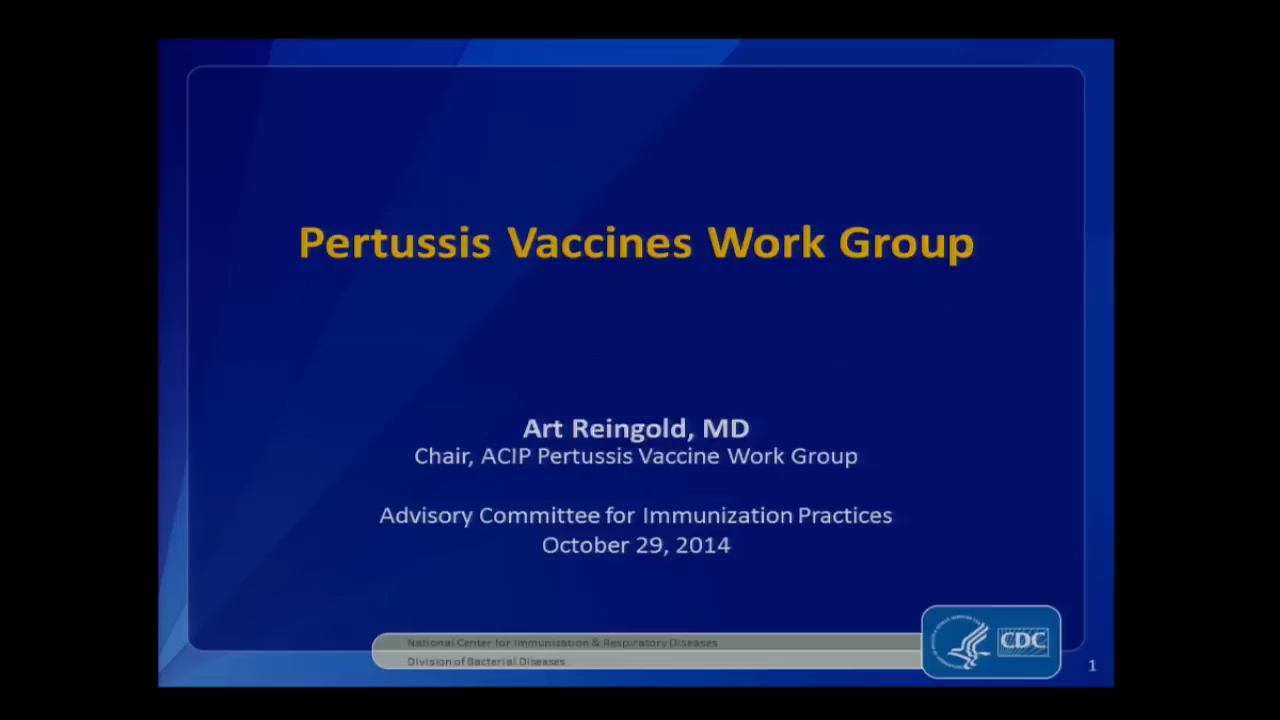 Pertussis Vaccines Work Group
Art Reingold, MD
Chair, ACIP Pertussis Vaccine Work Group
Advisory Committee for Immunization Practices
October 29, 2014
National Center for Immunization & Respiratory Diseases
Division of Bacterial Diseases
CDC
1